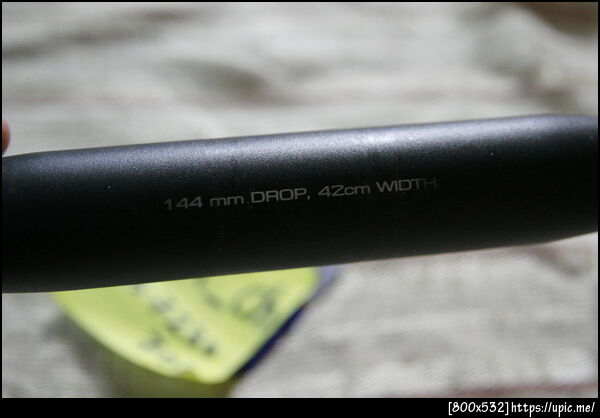 144 mm DROP, 42cm WIDTH
[800x532]https://upic.me/